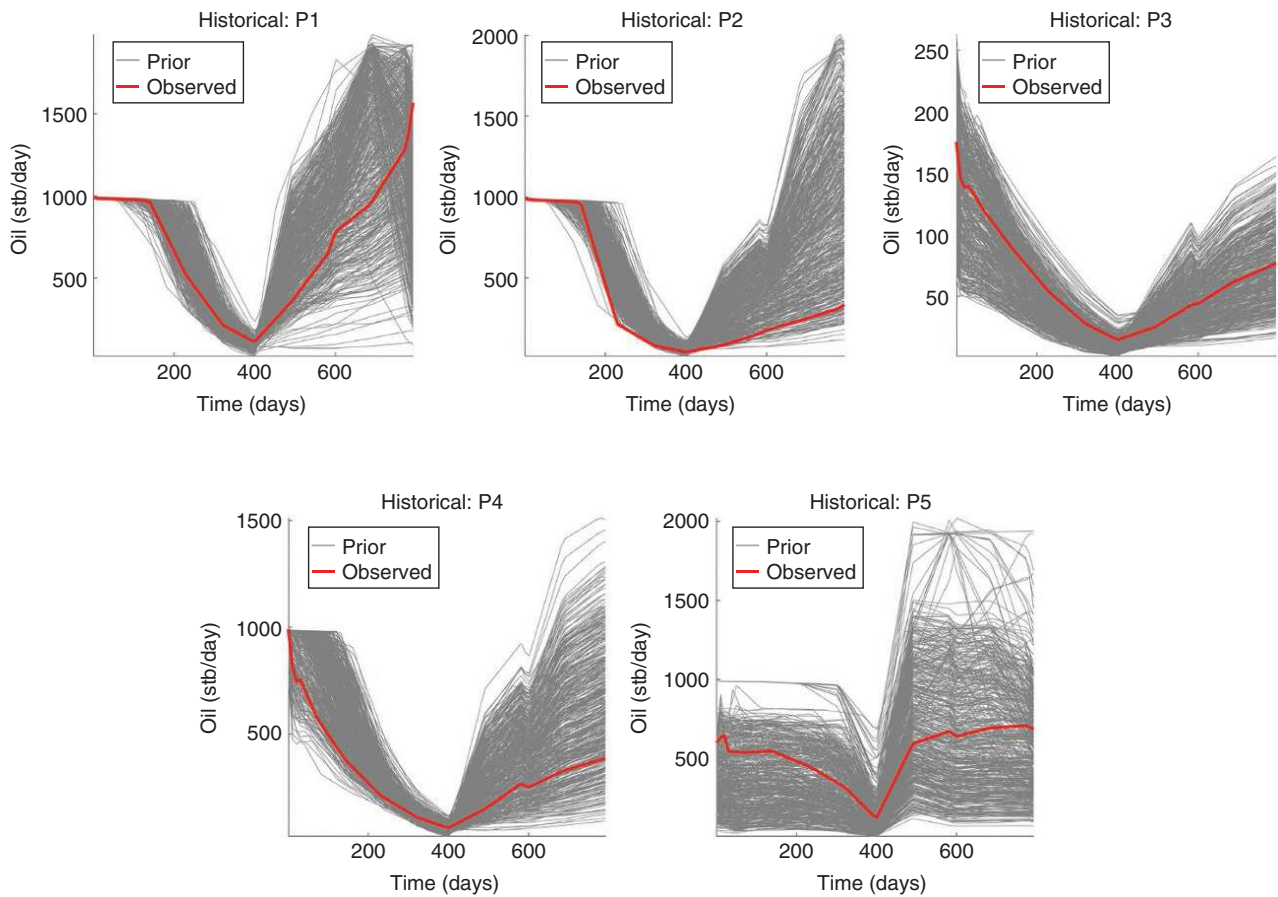 Historical: P1
Prior
Observed
1500
1000
500
Oil (stb/day)
200
400
600
Time (days)
Historical: P2
Prior
Observed
2000
1500
1000
500
Oil (stb/day)
200
400
600
Time (days)
Historical: P3
Prior
Observed
250
200
150
100
50
Oil (stb/day)
200
400
600
Time (days)
Historical: P4
Prior
Observed
1500
1000
500
Oil (stb/day)
200
400
600
Time (days)
Historical: P5
Prior
Observed
2000
1500
1000
500
Oil (stb/day)
200
400
600
Time (days)